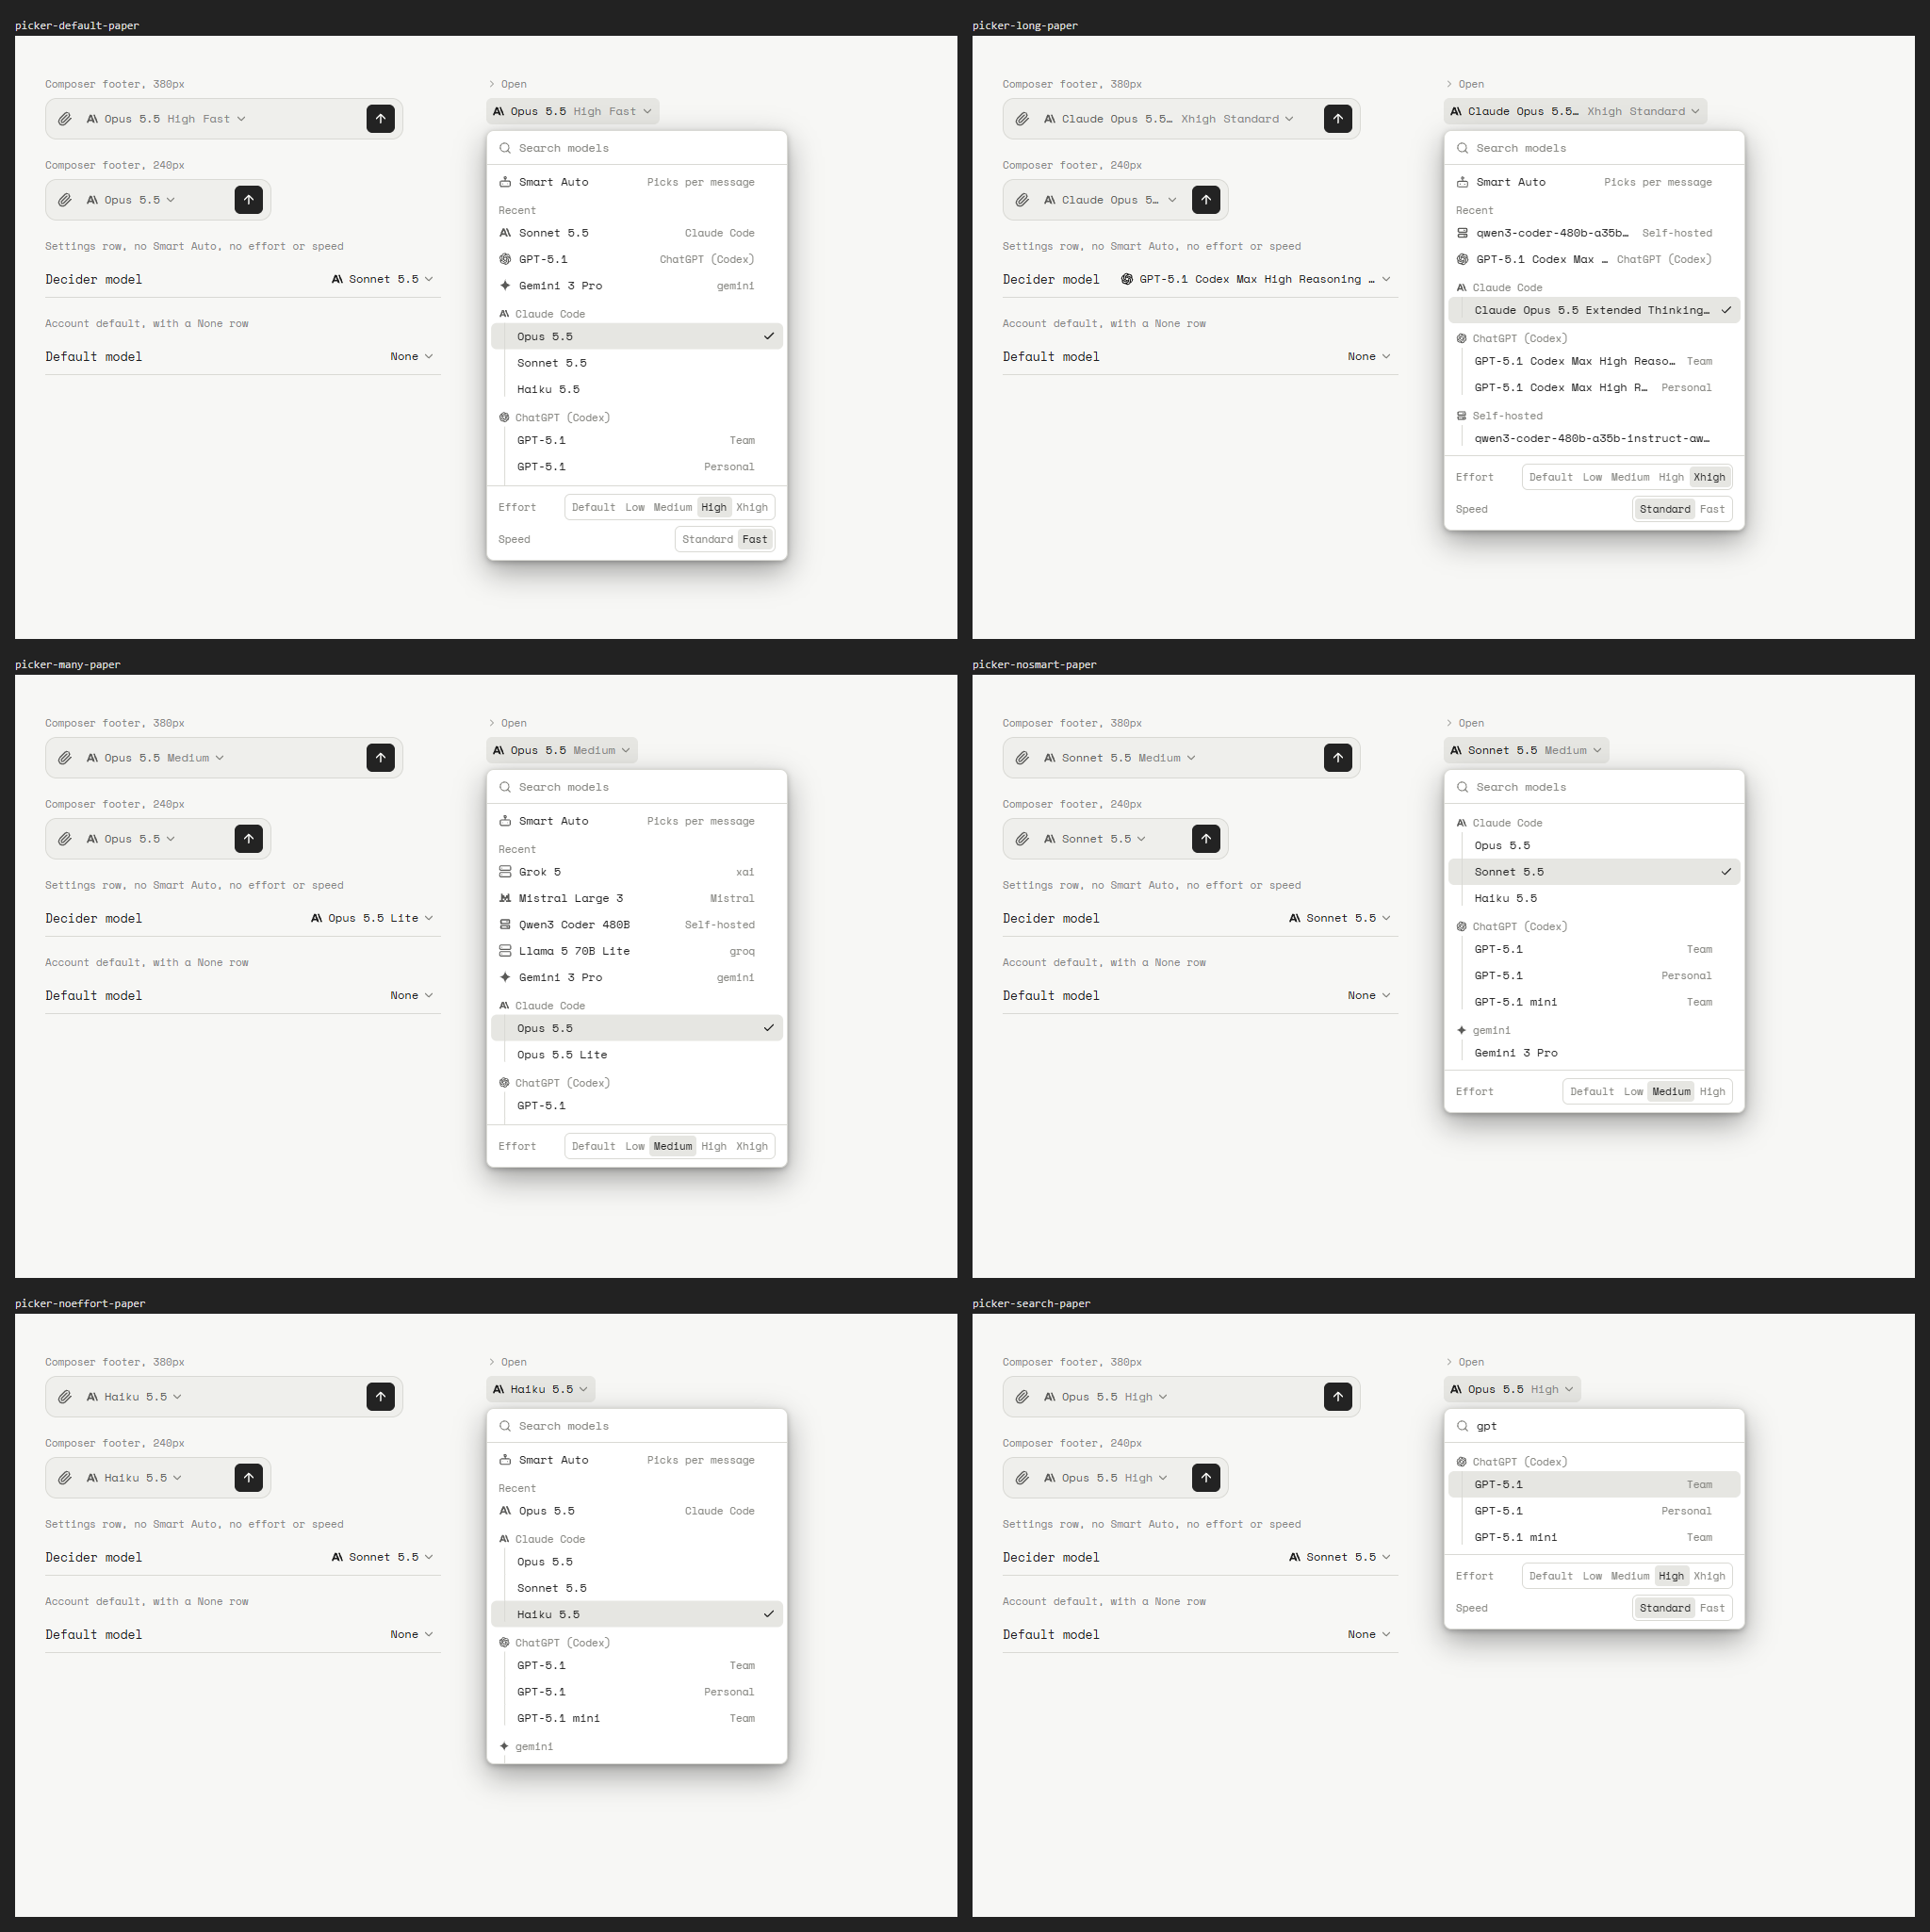 picker-default-paper
Composer footer, 380px
Opus 5.5 High Fast
Composer footer, 240px
Opus 5.5
Settings row, no Smart Auto, no effort or speed
Decider model Sonnet 5.5
Account default, with a None row
Default model None
Open
Opus 5.5 High Fast
Search models
Smart Auto Picks per message
Recent
Sonnet 5.5 Claude Code
GPT-5.1 ChatGPT (Codex)
Gemini 3 Pro gemini
Claude Code
Opus 5.5
Sonnet 5.5
Haiku 5.5
ChatGPT (Codex)
GPT-5.1 Team
GPT-5.1 Personal
Effort Default Low Medium High Xhigh
Speed Standard Fast
picker-long-paper
Composer footer, 380px
Claude Opus 5.5… Xhigh Standard
Composer footer, 240px
Claude Opus 5…
Settings row, no Smart Auto, no effort or speed
Decider model GPT-5.1 Codex Max High Reasoning …
Account default, with a None row
Default model None
Open
Claude Opus 5.5… Xhigh Standard
Search models
Smart Auto Picks per message
Recent
qwen3-coder-480b-a35b… Self-hosted
GPT-5.1 Codex Max … ChatGPT (Codex)
Claude Code
Claude Opus 5.5 Extended Thinking…
ChatGPT (Codex)
GPT-5.1 Codex Max High Reaso… Team
GPT-5.1 Codex Max High R… Personal
Self-hosted
qwen3-coder-480b-a35b-instruct-aw…
Effort Default Low Medium High Xhigh
Speed Standard Fast
picker-many-paper
Composer footer, 380px
Opus 5.5 Medium
Composer footer, 240px
Opus 5.5
Settings row, no Smart Auto, no effort or speed
Decider model Opus 5.5 Lite
Account default, with a None row
Default model None
Open
Opus 5.5 Medium
Search models
Smart Auto Picks per message
Recent
Grok 5 xai
Mistral Large 3 Mistral
Qwen3 Coder 480B Self-hosted
Llama 5 70B Lite groq
Gemini 3 Pro gemini
Claude Code
Opus 5.5
Opus 5.5 Lite
ChatGPT (Codex)
GPT-5.1
Effort Default Low Medium High Xhigh
picker-nosmart-paper
Composer footer, 380px
Sonnet 5.5 Medium
Composer footer, 240px
Sonnet 5.5
Settings row, no Smart Auto, no effort or speed
Decider model Sonnet 5.5
Account default, with a None row
Default model None
Open
Sonnet 5.5 Medium
Search models
Claude Code
Opus 5.5
Sonnet 5.5
Haiku 5.5
ChatGPT (Codex)
GPT-5.1 Team
GPT-5.1 Personal
GPT-5.1 mini Team
gemini
Gemini 3 Pro
Effort Default Low Medium High
picker-noeffort-paper
Composer footer, 380px
Haiku 5.5
Composer footer, 240px
Haiku 5.5
Settings row, no Smart Auto, no effort or speed
Decider model Sonnet 5.5
Account default, with a None row
Default model None
Open
Haiku 5.5
Search models
Smart Auto Picks per message
Recent
Opus 5.5 Claude Code
Claude Code
Opus 5.5
Sonnet 5.5
Haiku 5.5
ChatGPT (Codex)
GPT-5.1 Team
GPT-5.1 Personal
GPT-5.1 mini Team
gemini
picker-search-paper
Composer footer, 380px
Opus 5.5 High
Composer footer, 240px
Opus 5.5 High
Settings row, no Smart Auto, no effort or speed
Decider model Sonnet 5.5
Account default, with a None row
Default model None
Open
Opus 5.5 High
gpt
ChatGPT (Codex)
GPT-5.1 Team
GPT-5.1 Personal
GPT-5.1 mini Team
Effort Default Low Medium High Xhigh
Speed Standard Fast